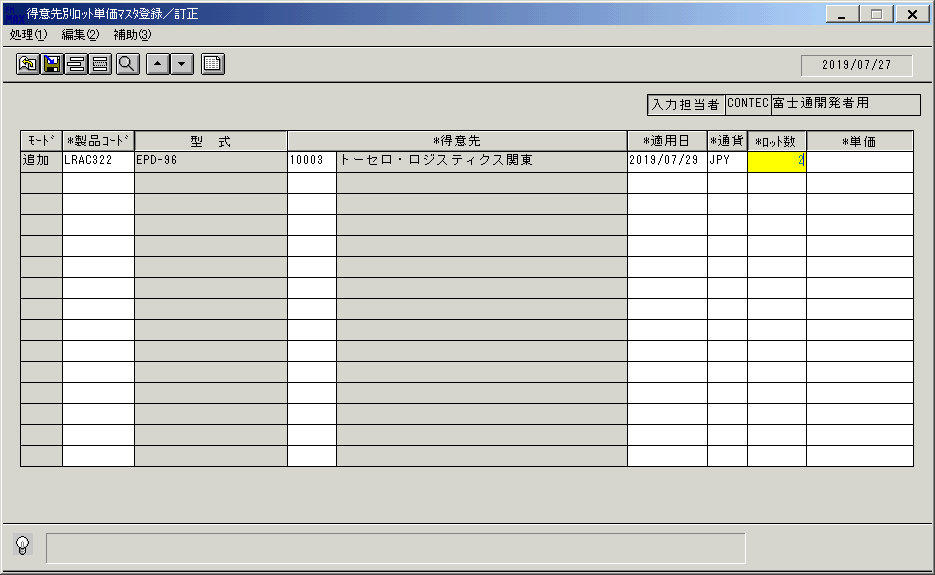 得意先別ﾛｯﾄ単価ﾏｽﾀ登録／訂正
処理(1) 編集(2) 補助(3)
2019/07/27
入力担当者 CONTEC 富士通開発者用
ﾓｰﾄﾞ *製品ｺｰﾄﾞ 型 式 *得意先 *適用日 *通貨 *ﾛｯﾄ数 *単価
追加 LRAC322 EPD-96 10003 トーセロ・ロジスティクス関東 2019/07/29 JPY 2